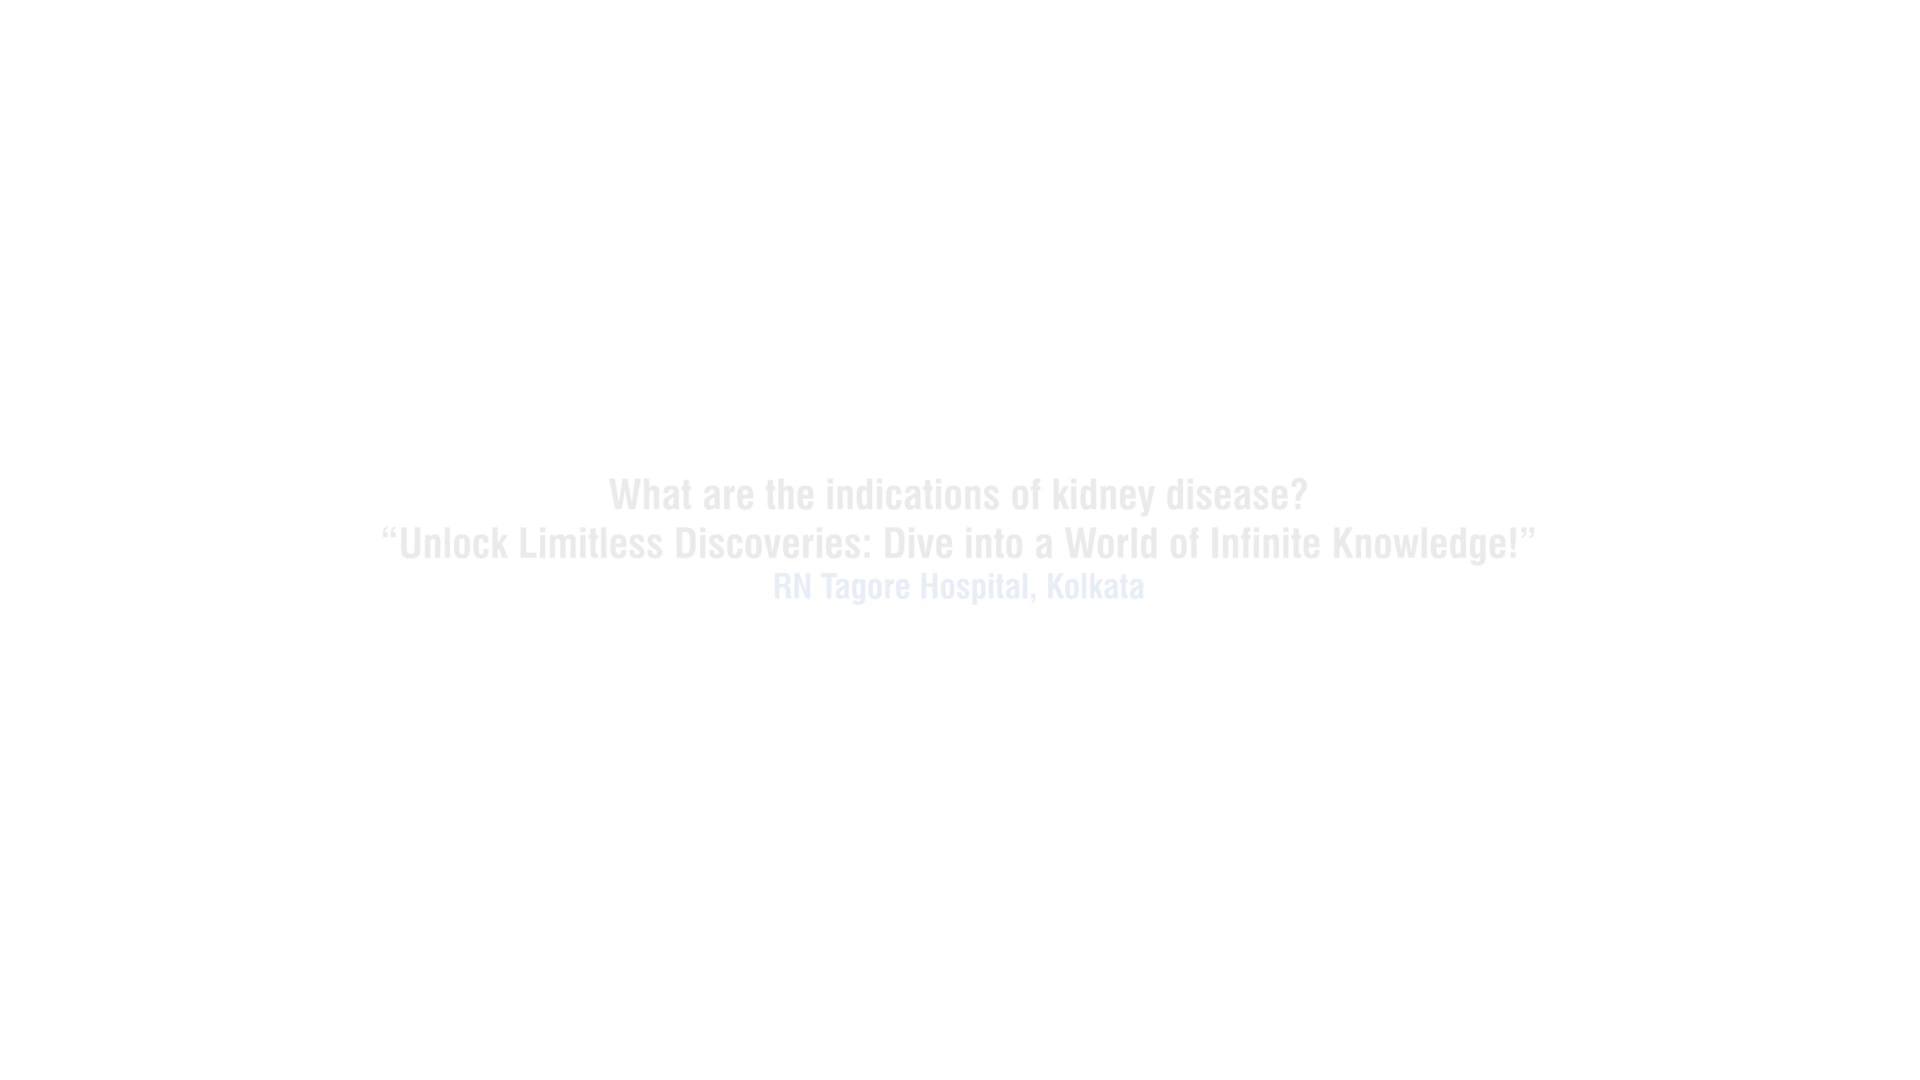 What are the indications of kidney disease?
“Unlock Limitless Discoveries: Dive into a World of Infinite Knowledge!”
RN Tagore Hospital, Kolkata